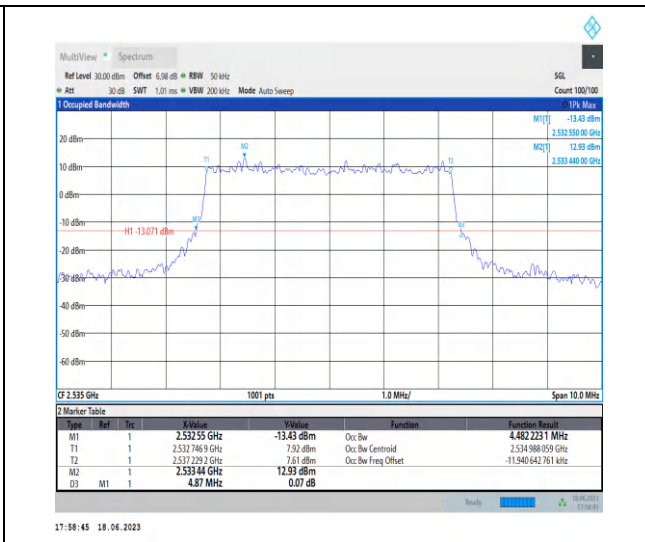 MultiView Spectrum
Ref Level 30.00 dBm Offset 6.98 dB RBW 50 kHz SGL
Att 30 dB SWT 1.01 ms VBW 200 kHz Mode Auto Sweep Count 100/100
1 Occupied Bandwidth 1Pk Max
M1[1] -13.43 dBm
2.532 550 00 GHz
M2[1] 12.93 dBm
2.533 440 00 GHz
20 dBm
M2
T1 T2
10 dBm
0 dBm
-10 dBm
M1 D3
H1 -13.071 dBm
-20 dBm
-30 dBm
-40 dBm
-50 dBm
-60 dBm
CF 2.535 GHz 1001 pts 1.0 MHz/ Span 10.0 MHz
2 Marker Table
Type Ref Trc X-Value Y-Value Function Function Result
M1 1 2.532 55 GHz -13.43 dBm Occ Bw 4.482 223 1 MHz
T1 1 2.532 746 9 GHz 7.92 dBm Occ Bw Centroid 2.534 988 059 GHz
T2 1 2.537 229 2 GHz 7.61 dBm Occ Bw Freq Offset -11.940 642 761 kHz
M2 1 2.533 44 GHz 12.93 dBm
D3 M1 1 4.87 MHz 0.07 dB
Ready 18.06.2023
17:58:45
17:58:45 18.06.2023